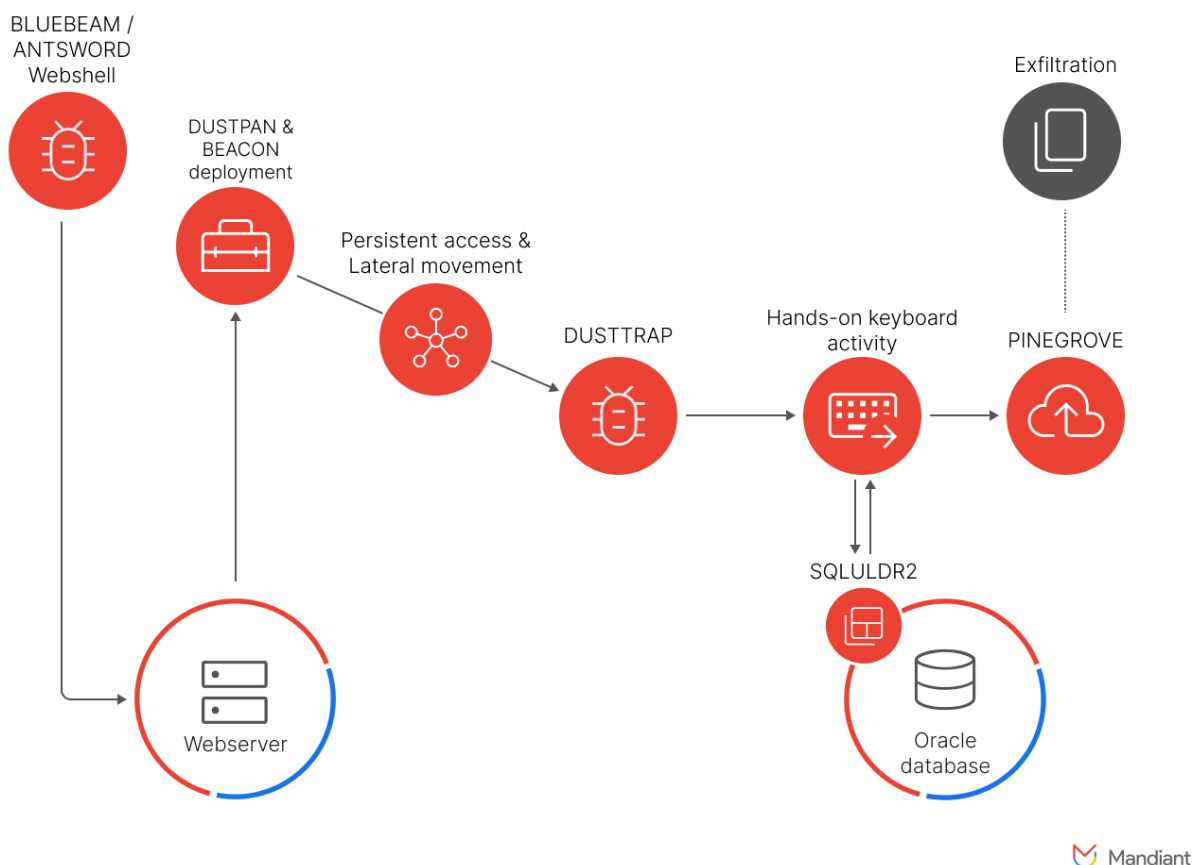 BLUEBEAM /
ANTSWORD
Webshell
DUSTPAN &
BEACON
deployment
Persistent access &
Lateral movement
DUSTTRAP
Hands-on keyboard
activity
Exfiltration
PINEGROVE
SQLULDR2
Webserver
Oracle
database
Mandiant